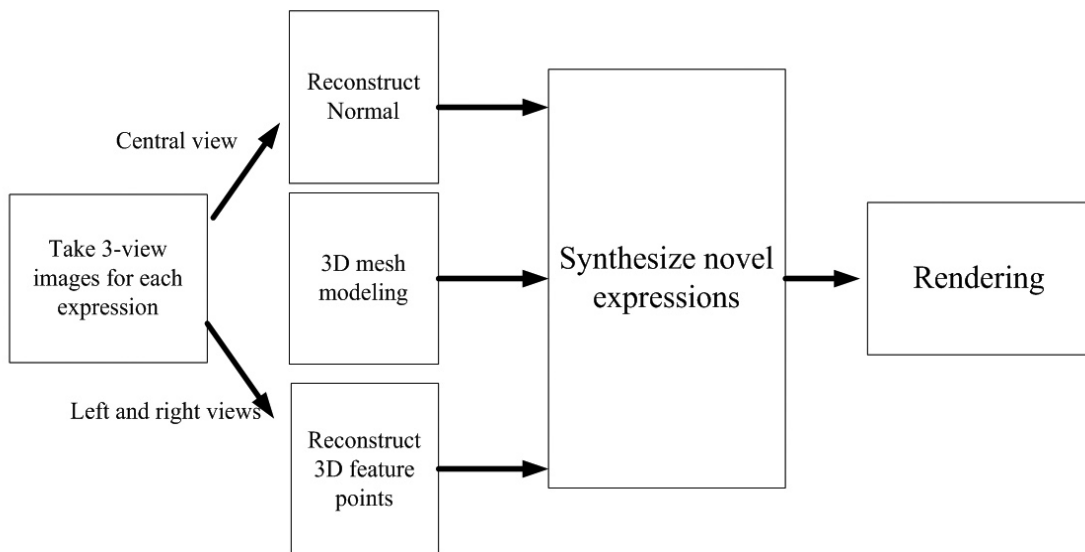 Central view
Take 3-view
images for each
expression
Left and right views
Reconstruct
Normal
3D mesh
modeling
Reconstruct
3D feature
points
Synthesize novel
expressions
Rendering